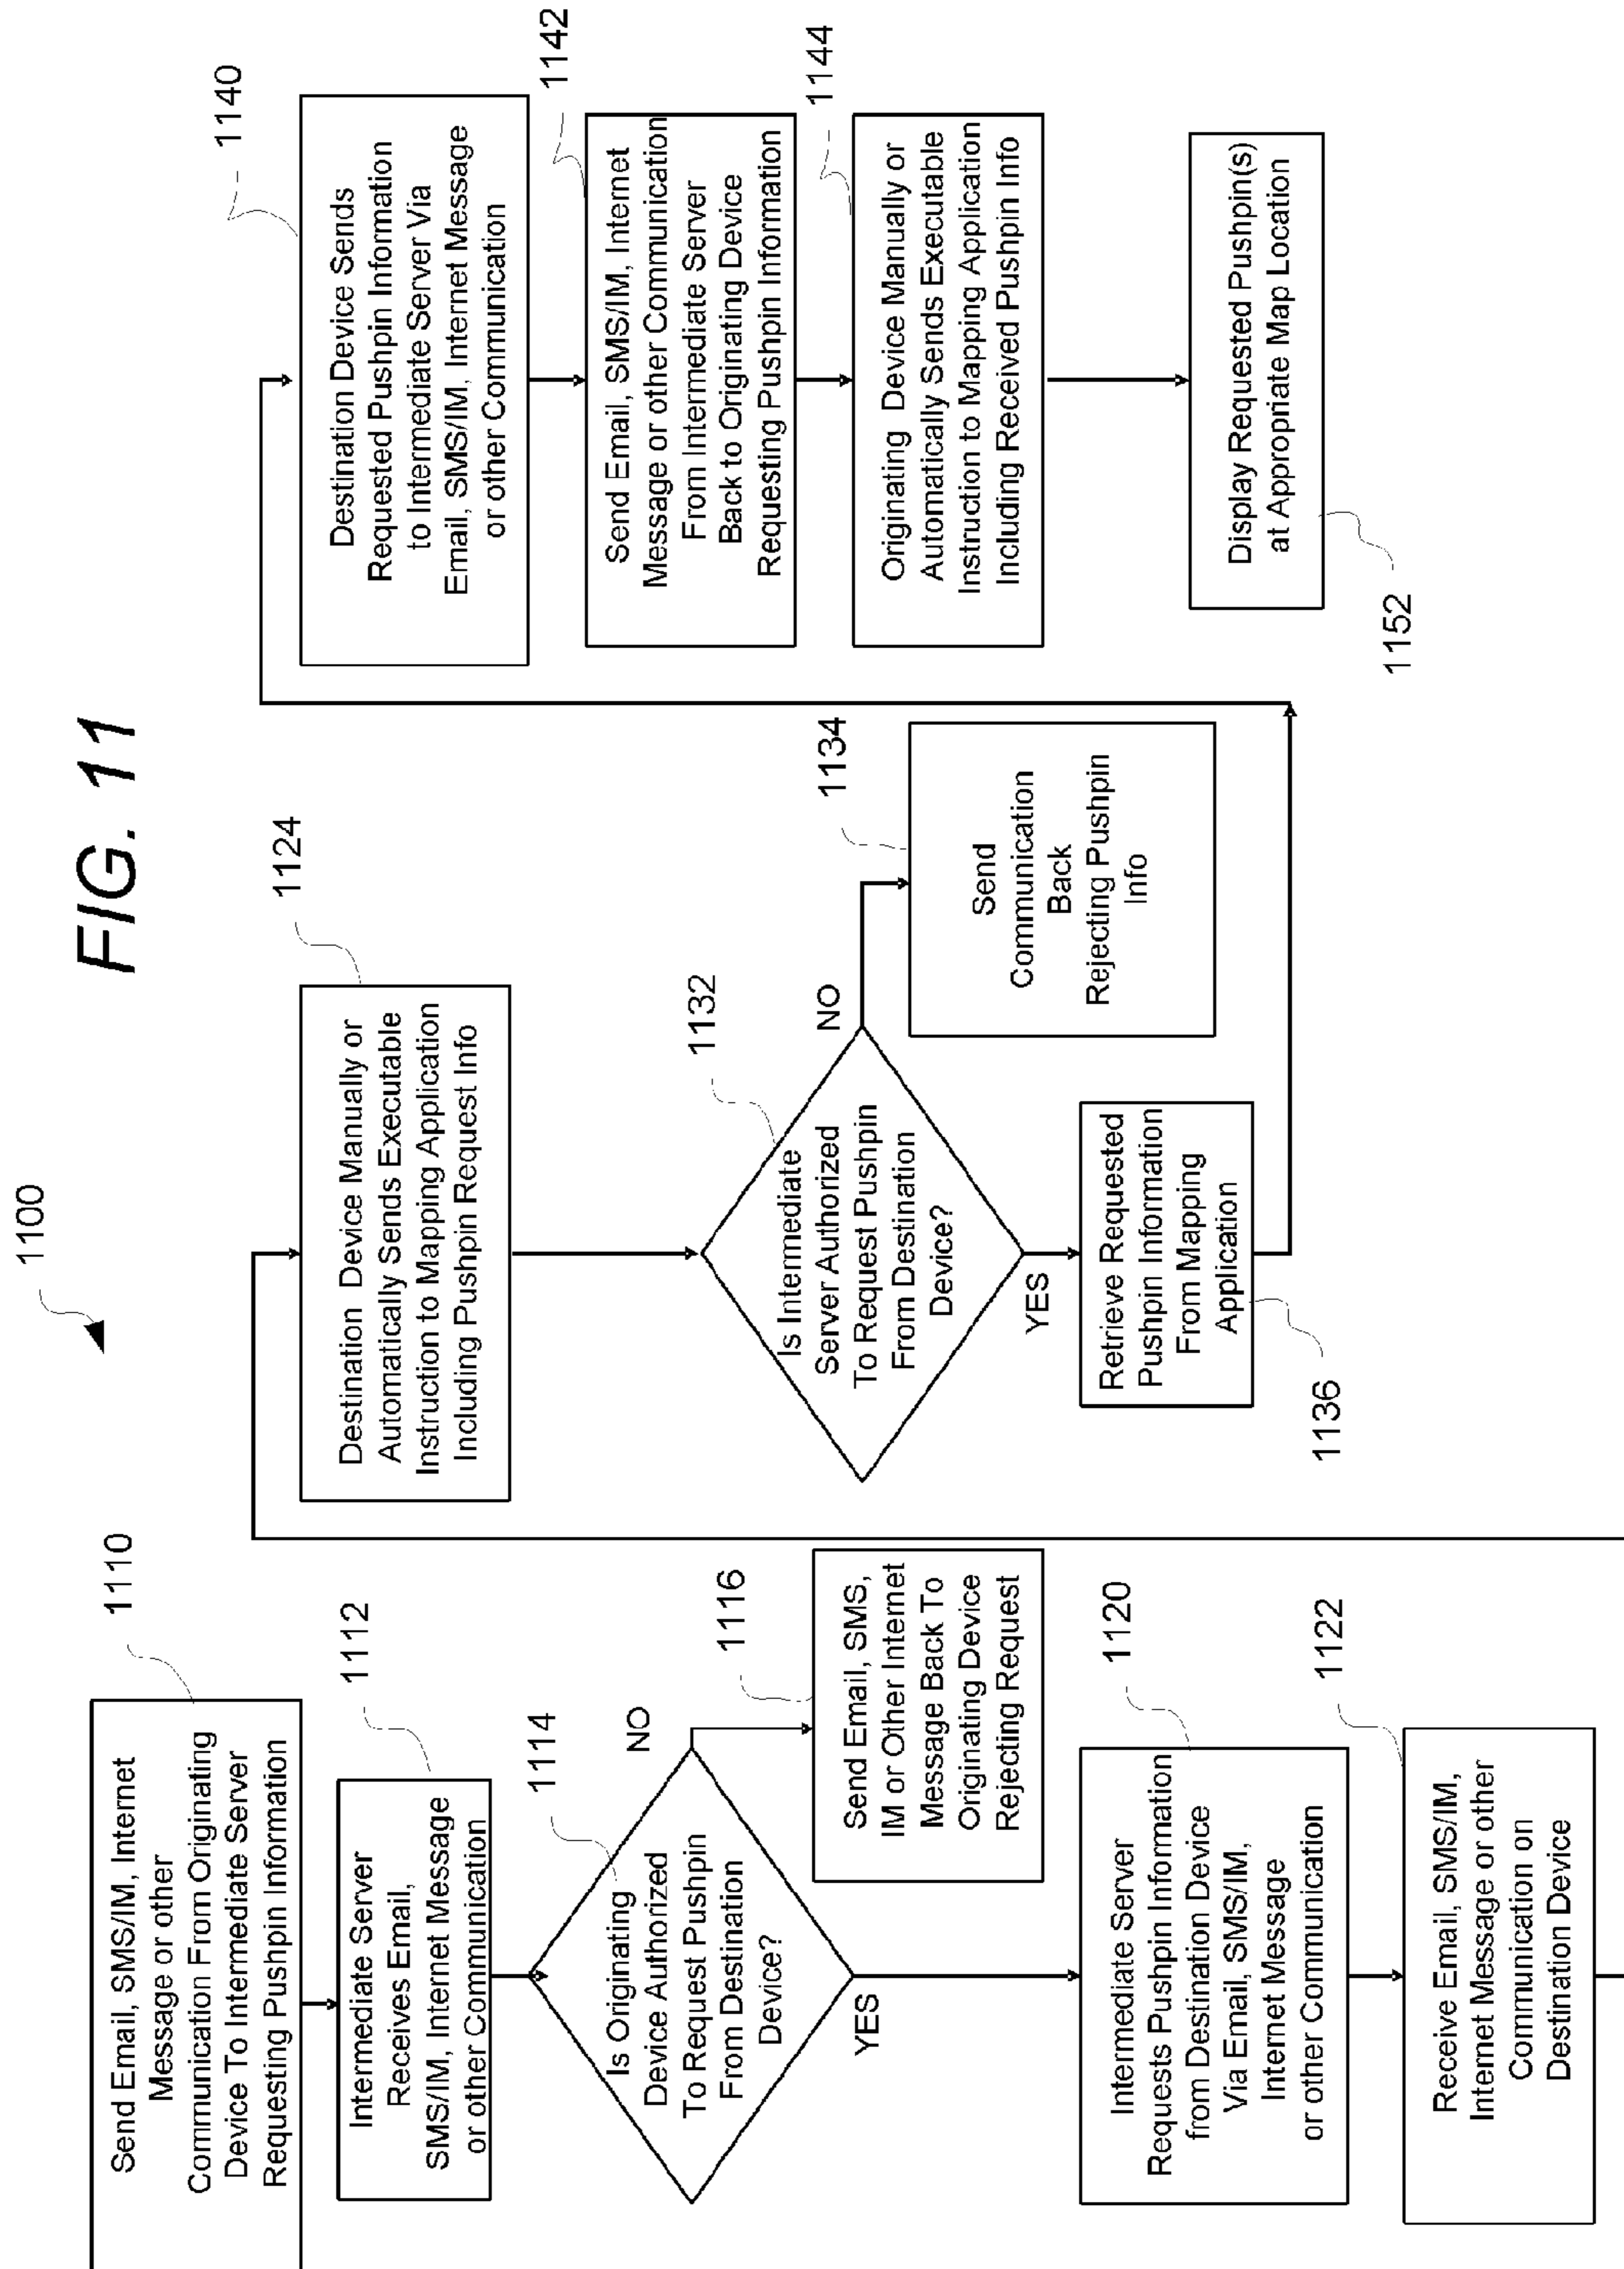 FIG. 11
1100
1110
Send Email, SMS/IM, Internet
Message or other
Communication From Originating
Device To Intermediate Server
Requesting Pushpin Information
1112
Intermediate Server
Receives Email,
SMS/IM, Internet Message
or other Communication
1114
Is Originating
Device Authorized
To Request Pushpin
From Destination
Device?
NO
YES
1116
Send Email, SMS,
IM or Other Internet
Message Back To
Originating Device
Rejecting Request
1120
Intermediate Server
Requests Pushpin Information
from Destination Device
Via Email, SMS/IM,
Internet Message
or other Communication
1122
Receive Email, SMS/IM,
Internet Message or other
Communication on
Destination Device
1124
Destination Device Manually or
Automatically Sends Executable
Instruction to Mapping Application
Including Pushpin Request Info
1132
Is Intermediate
Server Authorized
To Request Pushpin
From Destination
Device?
NO
YES
1134
Send
Communication
Back
Rejecting Pushpin
Info
Retrieve Requested
Pushpin Information
From Mapping
Application
1136
1140
Destination Device Sends
Requested Pushpin Information
to Intermediate Server Via
Email, SMS/IM, Internet Message
or other Communication
1142
Send Email, SMS/IM, Internet
Message or other Communication
From Intermediate Server
Back to Originating Device
Requesting Pushpin Information
1144
Originating Device Manually or
Automatically Sends Executable
Instruction to Mapping Application
Including Received Pushpin Info
Display Requested Pushpin(s)
at Appropriate Map Location
1152